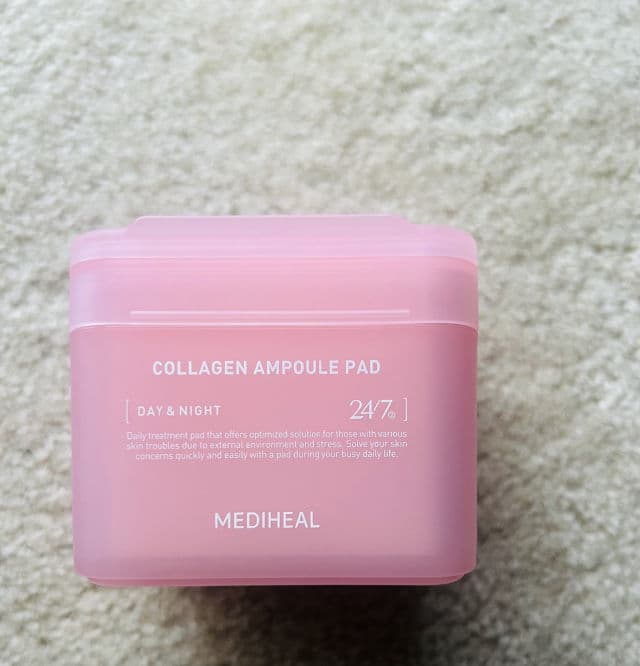 COLLAGEN AMPOULE PAD
[ DAY & NIGHT 24/7 ]
Daily treatment pad that offers optimized solution for those with various
skin troubles due to external environment and stress. Solve your skin
concerns quickly and easily with a pad during your busy daily life.
MEDIHEAL